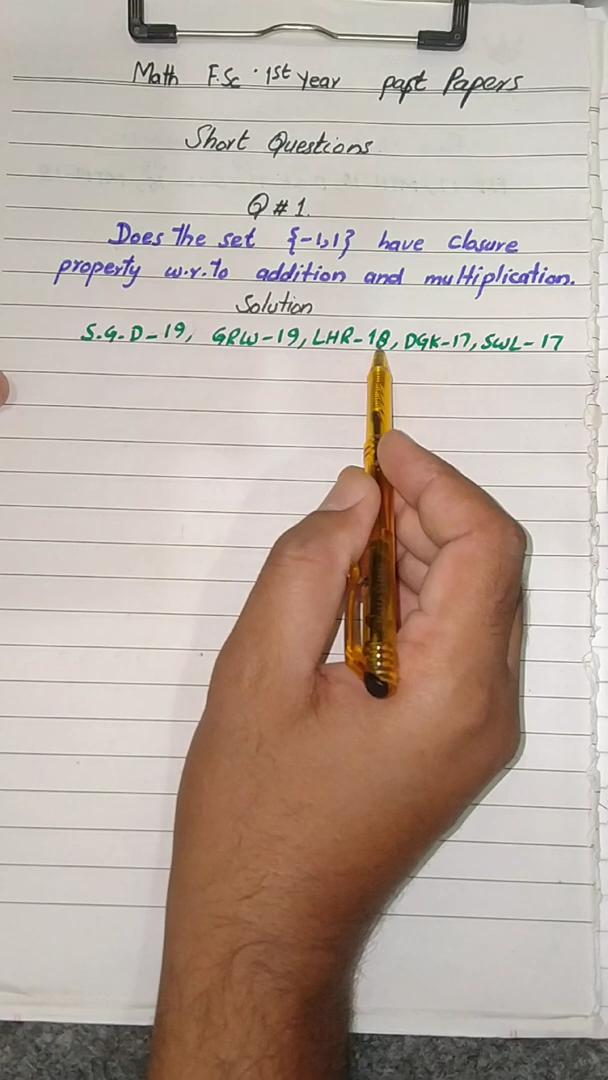 Math F.Sc 1st year past Papers
Short Questions
Q # 1.
Does the set {-1,1} have closure
property w.r.to addition and multiplication.
Solution
S.G.D-19, GRW-19, LHR-18, DGK-17, SWL-17